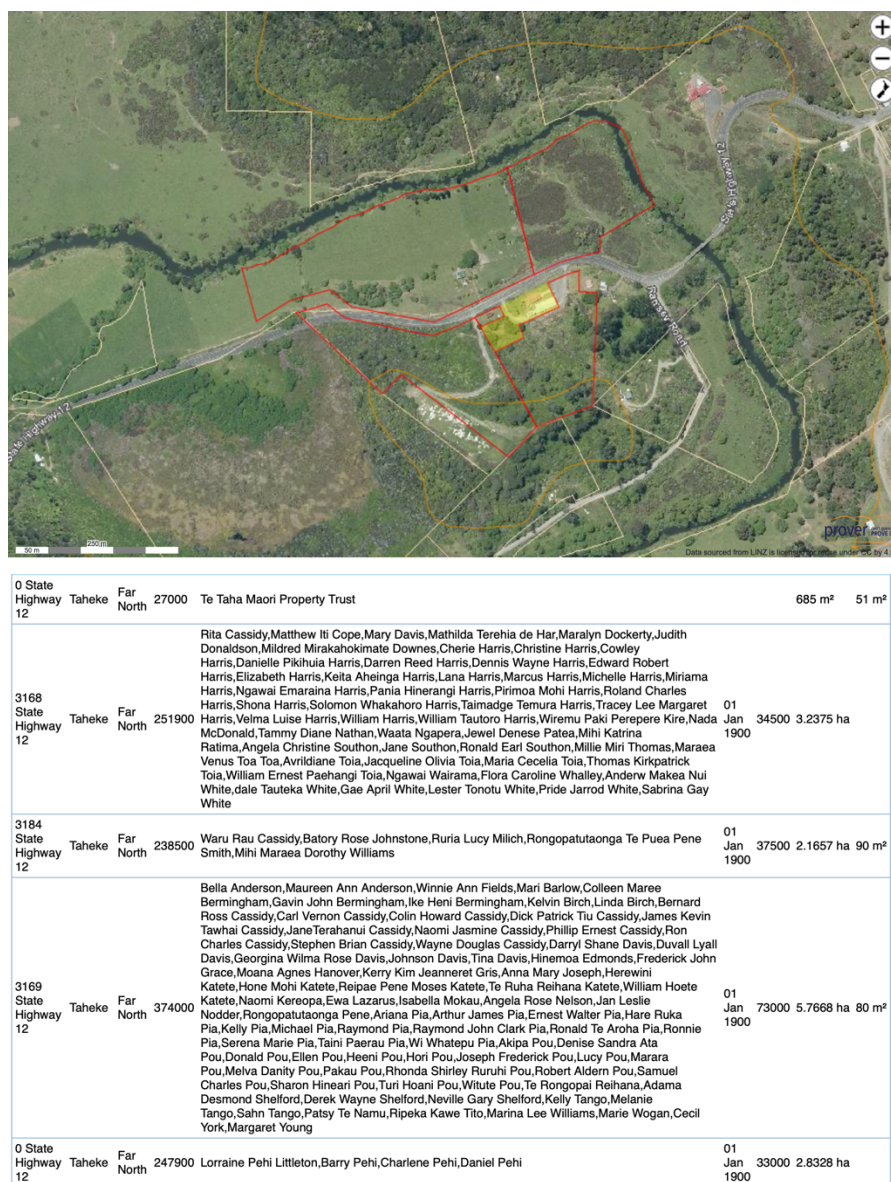 State Highway 12
Ramsey Road
State Highway 12
50 m
250 m
prover
Data sourced from LINZ is licensed for reuse under CC by 4.
0 State Highway 12 Taheke Far North 27000 Te Taha Maori Property Trust 685 m² 51 m²
Rita Cassidy,Matthew Iti Cope,Mary Davis,Mathilda Terehia de Har,Maralyn Dockerty,Judith
Donaldson,Mildred Mirakahokimate Downes,Cherie Harris,Christine Harris,Cowley
Harris,Danielle Pikihuia Harris,Darren Reed Harris,Dennis Wayne Harris,Edward Robert
Harris,Elizabeth Harris,Keita Aheinga Harris,Lana Harris,Marcus Harris,Michelle Harris,Miriama
Harris,Ngawai Emaraina Harris,Pania Hinerangi Harris,Pirimoa Mohi Harris,Roland Charles
Harris,Shona Harris,Solomon Whakahoro Harris,Taimadge Temura Harris,Tracey Lee Margaret
3168 State Highway 12 Taheke Far North 251900 Harris,Velma Luise Harris,William Harris,William Tautoro Harris,Wiremu Paki Perepere Kire,Nada 01 Jan 1900 34500 3.2375 ha
McDonald,Tammy Diane Nathan,Waata Ngapera,Jewel Denese Patea,Mihi Katrina
Ratima,Angela Christine Southon,Jane Southon,Ronald Earl Southon,Millie Miri Thomas,Maraea
Venus Toa Toa,Avrildiane Toia,Jacqueline Olivia Toia,Maria Cecelia Toia,Thomas Kirkpatrick
Toia,William Ernest Paehangi Toia,Ngawai Wairama,Flora Caroline Whalley,Anderw Makea Nui
White,dale Tauteka White,Gae April White,Lester Tonotu White,Pride Jarrod White,Sabrina Gay
White
3184 State Highway 12 Taheke Far North 238500 Waru Rau Cassidy,Batory Rose Johnstone,Ruria Lucy Milich,Rongopatutaonga Te Puea Pene
Smith,Mihi Maraea Dorothy Williams 01 Jan 1900 37500 2.1657 ha 90 m²
Bella Anderson,Maureen Ann Anderson,Winnie Ann Fields,Mari Barlow,Colleen Maree
Bermingham,Gavin John Bermingham,Ike Heni Bermingham,Kelvin Birch,Linda Birch,Bernard
Ross Cassidy,Carl Vernon Cassidy,Colin Howard Cassidy,Dick Patrick Tiu Cassidy,James Kevin
Tawhai Cassidy,JaneTerahanui Cassidy,Naomi Jasmine Cassidy,Phillip Ernest Cassidy,Ron
Charles Cassidy,Stephen Brian Cassidy,Wayne Douglas Cassidy,Darryl Shane Davis,Duvall Lyall
Davis,Georgina Wilma Rose Davis,Johnson Davis,Tina Davis,Hinemoa Edmonds,Frederick John
Grace,Moana Agnes Hanover,Kerry Kim Jeanneret Gris,Anna Mary Joseph,Herewini
Katete,Hone Mohi Katete,Reipae Pene Moses Katete,Te Ruha Reihana Katete,William Hoete
3169 State Highway 12 Taheke Far North 374000 Katete,Naomi Kereopa,Ewa Lazarus,Isabella Mokau,Angela Rose Nelson,Jan Leslie 01 Jan 1900 73000 5.7668 ha 80 m²
Nodder,Rongopatutaonga Pene,Ariana Pia,Arthur James Pia,Ernest Walter Pia,Hare Ruka
Pia,Kelly Pia,Michael Pia,Raymond Pia,Raymond John Clark Pia,Ronald Te Aroha Pia,Ronnie
Pia,Serena Marie Pia,Taini Paerau Pia,Wi Whatepu Pia,Akipa Pou,Denise Sandra Ata
Pou,Donald Pou,Ellen Pou,Heeni Pou,Hori Pou,Joseph Frederick Pou,Lucy Pou,Marara
Pou,Melva Danity Pou,Pakau Pou,Rhonda Shirley Ruruhi Pou,Robert Aldern Pou,Samuel
Charles Pou,Sharon Hineari Pou,Turi Hoani Pou,Witute Pou,Te Rongopai Reihana,Adama
Desmond Shelford,Derek Wayne Shelford,Neville Gary Shelford,Kelly Tango,Melanie
Tango,Sahn Tango,Patsy Te Namu,Ripeka Kawe Tito,Marina Lee Williams,Marie Wogan,Cecil
York,Margaret Young
0 State Highway 12 Taheke Far North 247900 Lorraine Pehi Littleton,Barry Pehi,Charlene Pehi,Daniel Pehi 01 Jan 1900 33000 2.8328 ha